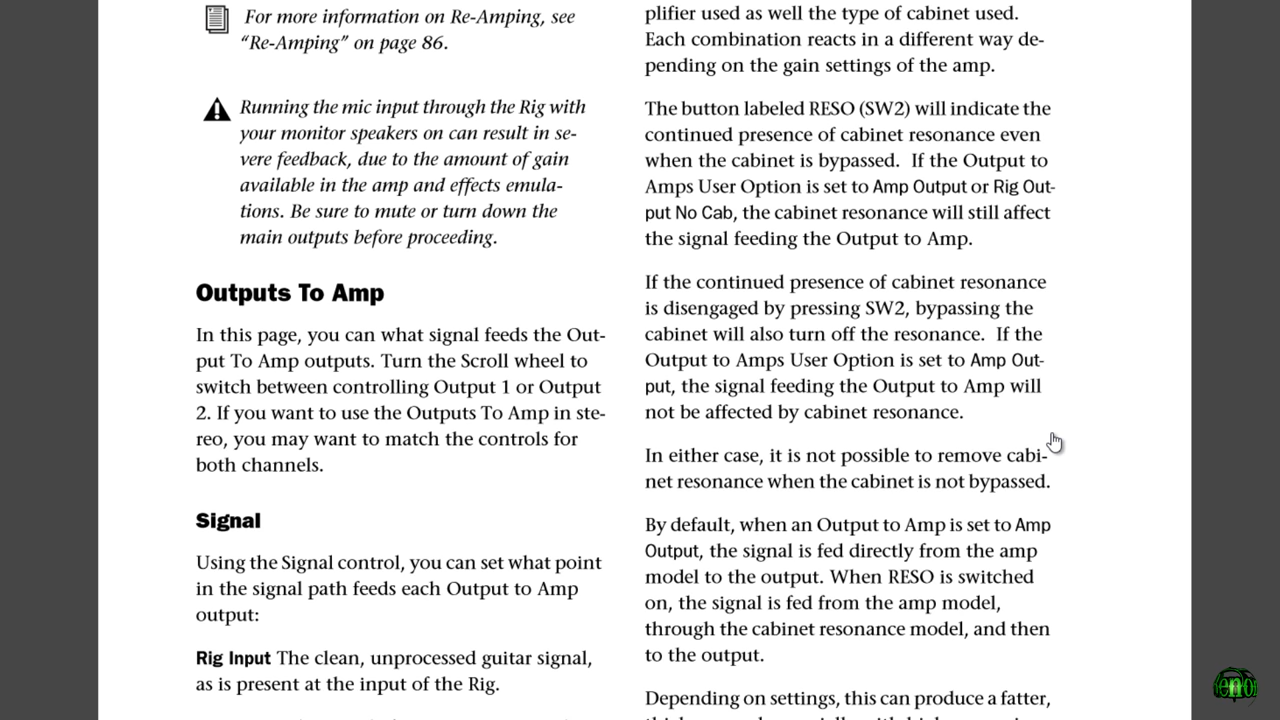 For more information on Re-Amping, see
“Re-Amping” on page 86.
Running the mic input through the Rig with
your monitor speakers on can result in se-
vere feedback, due to the amount of gain
available in the amp and effects emula-
tions. Be sure to mute or turn down the
main outputs before proceeding.
Outputs To Amp
In this page, you can what signal feeds the Out-
put To Amp outputs. Turn the Scroll wheel to
switch between controlling Output 1 or Output
2. If you want to use the Outputs To Amp in ste-
reo, you may want to match the controls for
both channels.
Signal
Using the Signal control, you can set what point
in the signal path feeds each Output to Amp
output:
Rig Input The clean, unprocessed guitar signal,
as is present at the input of the Rig.
plifier used as well the type of cabinet used.
Each combination reacts in a different way de-
pending on the gain settings of the amp.
The button labeled RESO (SW2) will indicate the
continued presence of cabinet resonance even
when the cabinet is bypassed.  If the Output to
Amps User Option is set to Amp Output or Rig Out-
put No Cab, the cabinet resonance will still affect
the signal feeding the Output to Amp.
If the continued presence of cabinet resonance
is disengaged by pressing SW2, bypassing the
cabinet will also turn off the resonance.  If the
Output to Amps User Option is set to Amp Out-
put, the signal feeding the Output to Amp will
not be affected by cabinet resonance.
In either case, it is not possible to remove cabi-
net resonance when the cabinet is not bypassed.
By default, when an Output to Amp is set to Amp
Output, the signal is fed directly from the amp
model to the output. When RESO is switched
on, the signal is fed from the amp model,
through the cabinet resonance model, and then
to the output.
Depending on settings, this can produce a fatter,